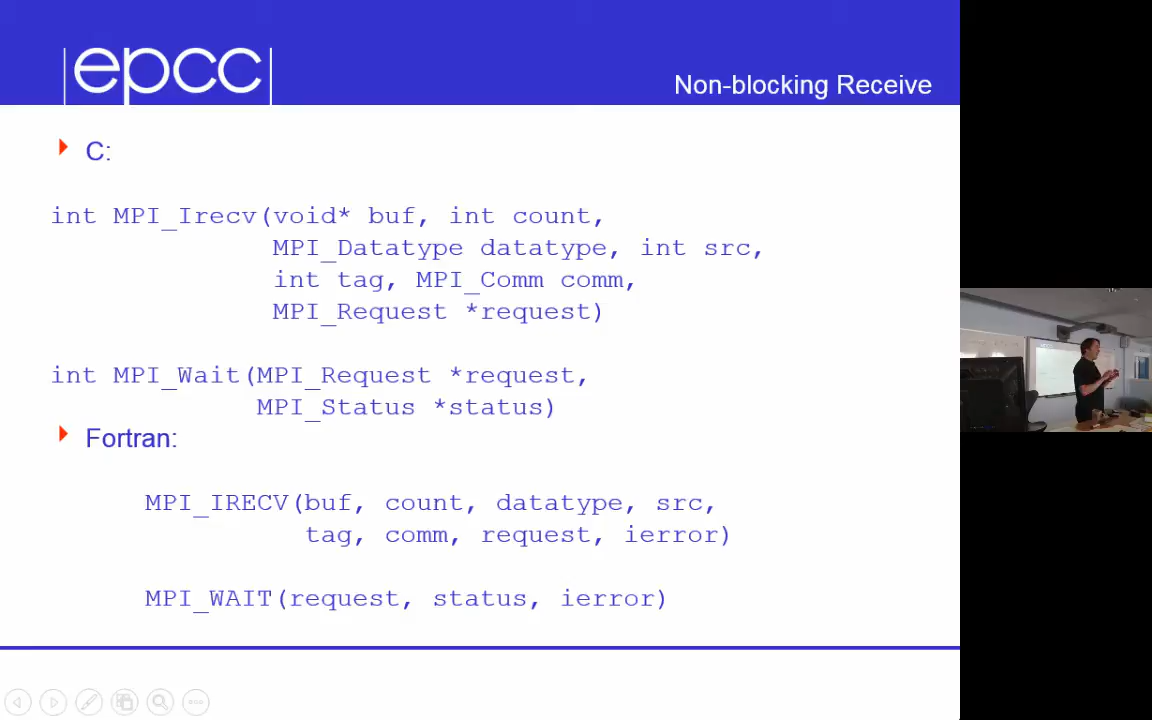 epcc
Non-blocking Receive
C:
int MPI_Irecv(void* buf, int count,
MPI_Datatype datatype, int src,
int tag, MPI_Comm comm,
MPI_Request *request)
int MPI_Wait(MPI_Request *request,
MPI_Status *status)
Fortran:
MPI_IRECV(buf, count, datatype, src,
tag, comm, request, ierror)
MPI_WAIT(request, status, ierror)